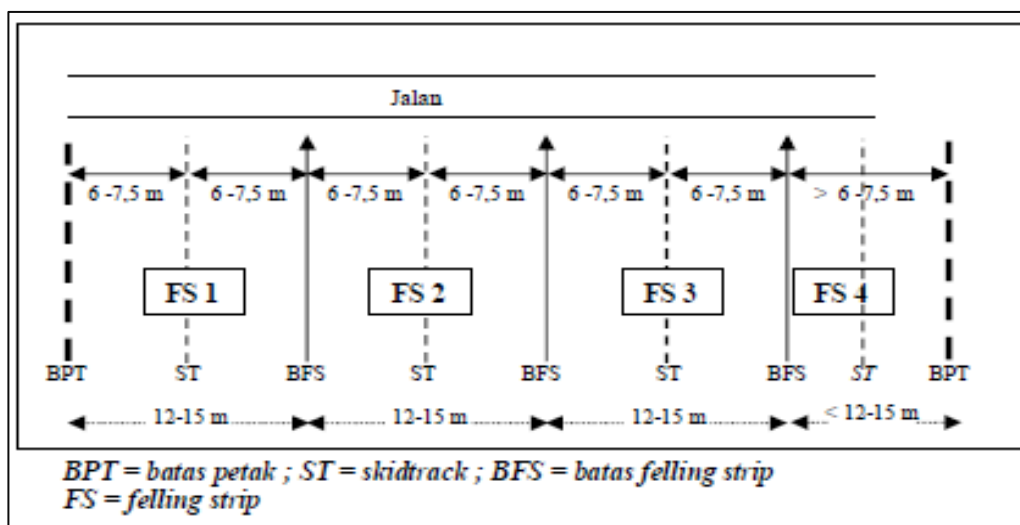 Jalan
6 -7,5 m 6 -7,5 m 6 -7,5 m 6 -7,5 m 6 -7,5 m 6 -7,5 m > 6 -7,5 m
FS 1 FS 2 FS 3 FS 4
BPT ST BFS ST BFS ST BFS ST BPT
12-15 m 12-15 m 12-15 m < 12-15 m
BPT = batas petak ; ST = skidtrack ; BFS = batas felling strip
FS = felling strip